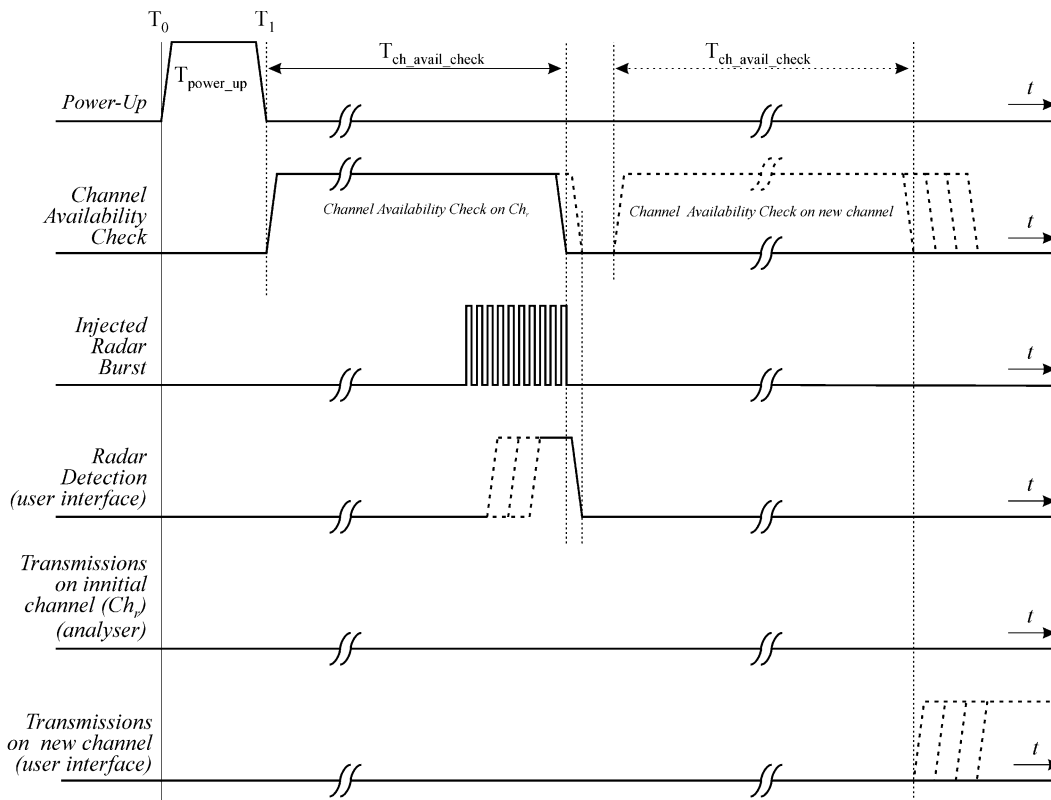 T0 T1
Tpower_up
Tch_avail_check
Tch_avail_check
Power-Up
t
Channel
Availability
Check
Channel Availability Check on Chr
Channel Availability Check on new channel
t
Injected
Radar
Burst
t
Radar
Detection
(user interface)
t
Transmissions
on innitial
channel (Chr)
(analyser)
t
Transmissions
on new channel
(user interface)
t